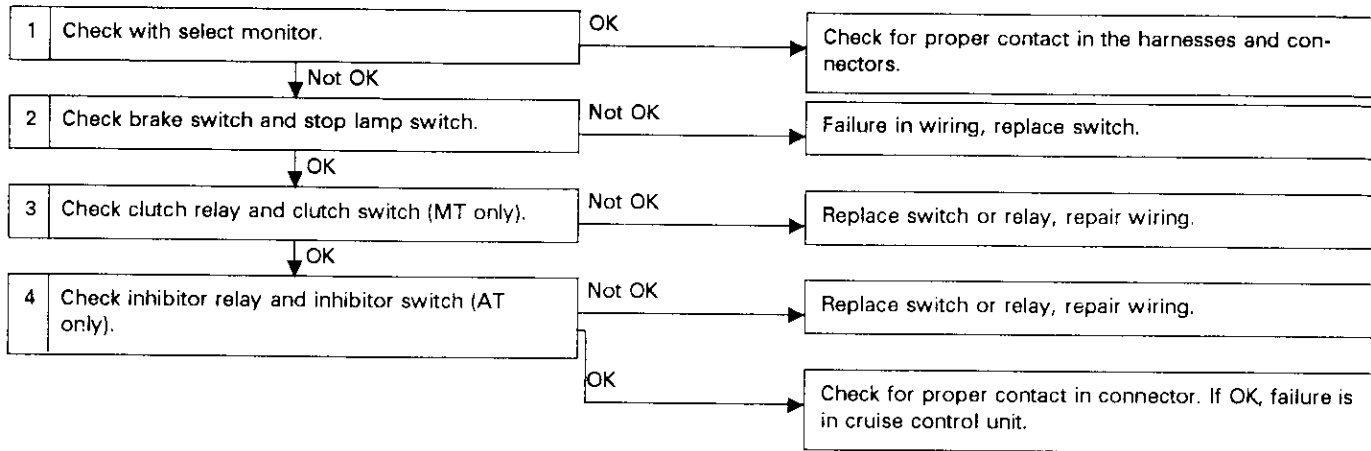 1 Check with select monitor.
OK
Check for proper contact in the harnesses and con-
nectors.
Not OK
2 Check brake switch and stop lamp switch.
Not OK
Failure in wiring, replace switch.
OK
3 Check clutch relay and clutch switch (MT only).
Not OK
Replace switch or relay, repair wiring.
OK
4 Check inhibitor relay and inhibitor switch (AT
only).
Not OK
Replace switch or relay, repair wiring.
OK
Check for proper contact in connector. If OK, failure is
in cruise control unit.